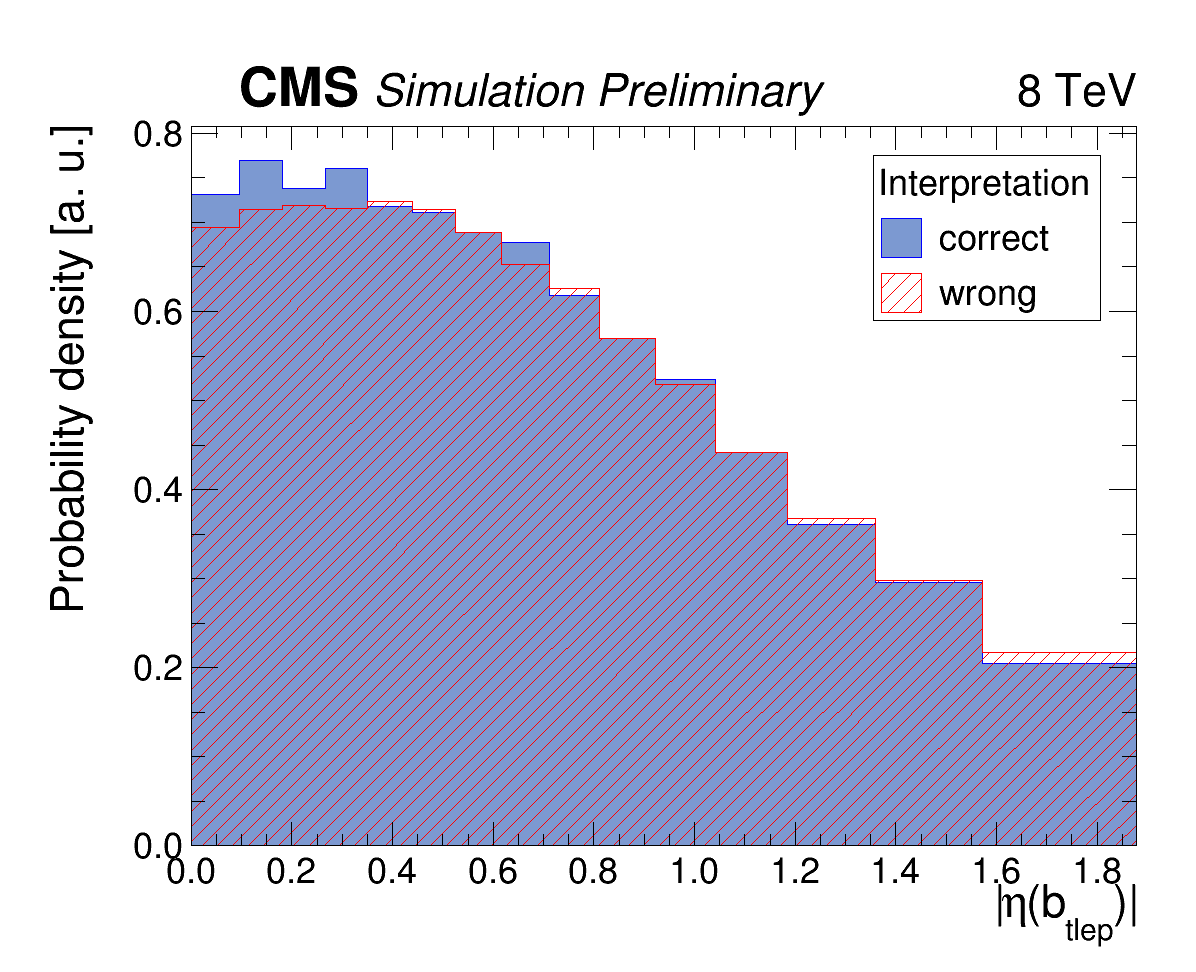 CMS Simulation Preliminary 8 TeV
Probability density [a. u.]
0.8
0.6
0.4
0.2
0.0
Interpretation
correct
wrong
0.0 0.2 0.4 0.6 0.8 1.0 1.2 1.4 1.6 1.8
|η(b_tlep)|